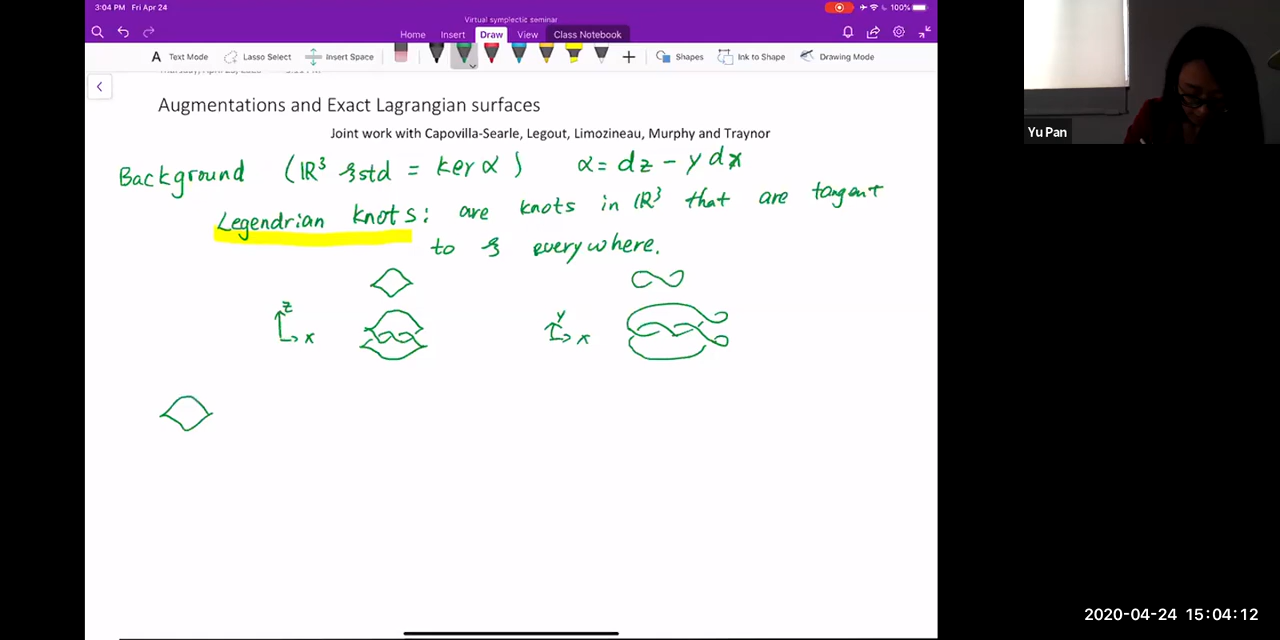 3:04 PM Fri Apr 24
100%
Virtual symplectic seminar
Home Insert Draw View Class Notebook
Text Mode Lasso Select Insert Space Shapes Ink to Shape Drawing Mode
Augmentations and Exact Lagrangian surfaces
Joint work with Capovilla-Searle, Legout, Limozineau, Murphy and Traynor
Background (ℝ³ ξstd = ker α) α = dz − y dx
Legendrian knots: are knots in ℝ³ that are tangent
to ξ everywhere.
z
x
y
x
Yu Pan
2020-04-24 15:04:12